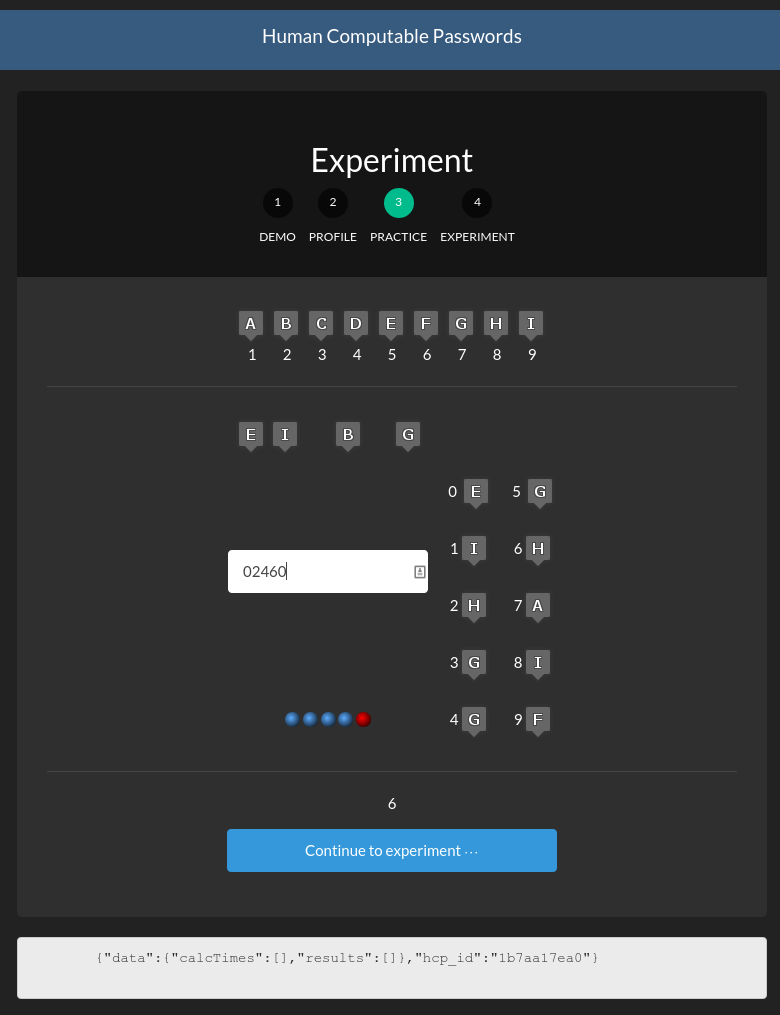 Human Computable Passwords
Experiment
1 2 3 4
DEMO PROFILE PRACTICE EXPERIMENT
A B C D E F G H I
1 2 3 4 5 6 7 8 9
E I B G
0 E 5 G
1 I 6 H
02460
2 H 7 A
3 G 8 I
4 G 9 F
6
Continue to experiment ···
{"data":{"calcTimes":[],"results":[]},"hcp_id":"1b7aa17ea0"}